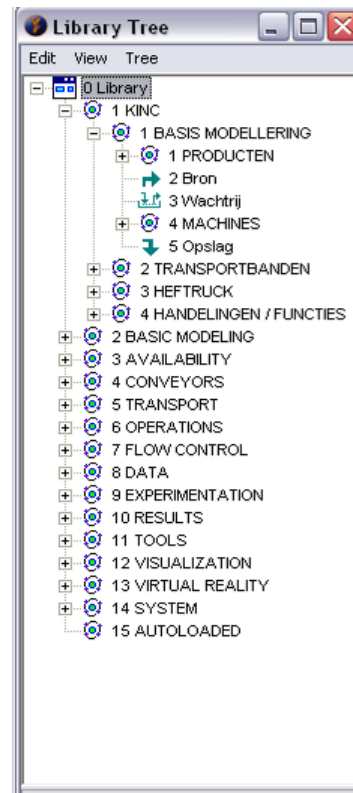 Library Tree
Edit View Tree
0 Library
1 KINC
1 BASIS MODELLERING
1 PRODUCTEN
2 Bron
3 Wachtrij
4 MACHINES
5 Opslag
2 TRANSPORTBANDEN
3 HEFTRUCK
4 HANDELINGEN / FUNCTIES
2 BASIC MODELING
3 AVAILABILITY
4 CONVEYORS
5 TRANSPORT
6 OPERATIONS
7 FLOW CONTROL
8 DATA
9 EXPERIMENTATION
10 RESULTS
11 TOOLS
12 VISUALIZATION
13 VIRTUAL REALITY
14 SYSTEM
15 AUTOLOADED